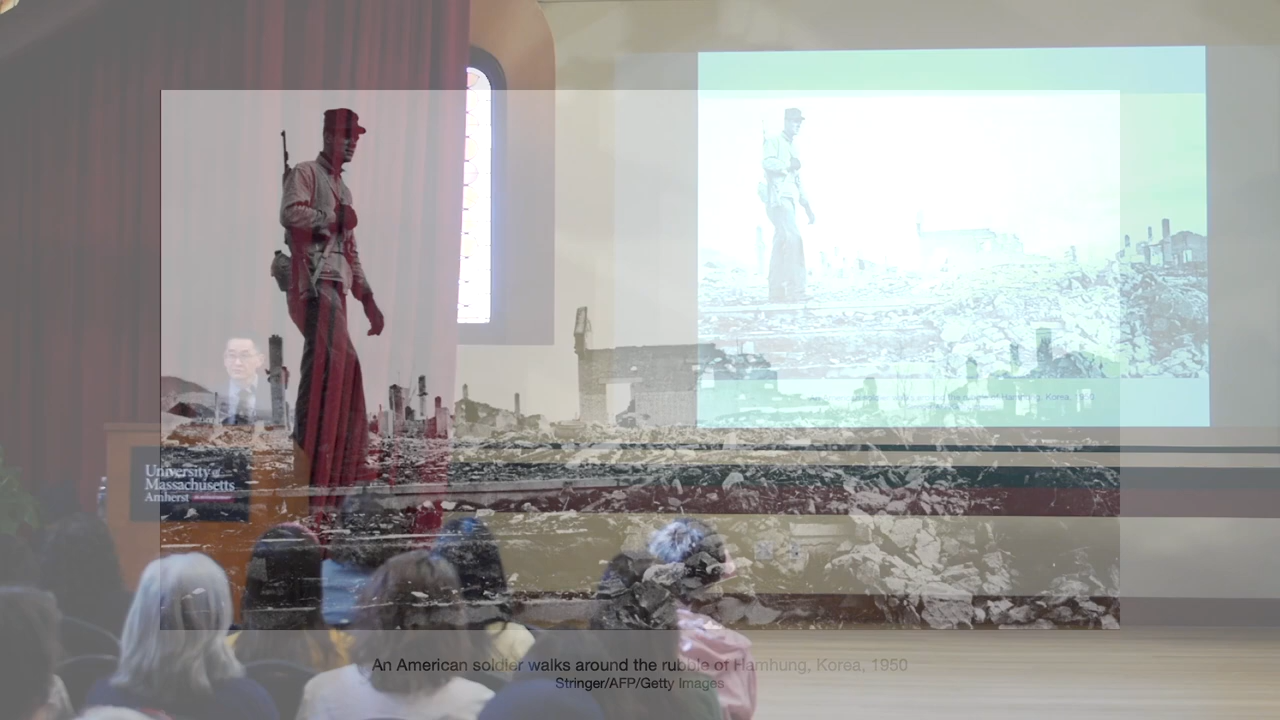 University of
Massachusetts
Amherst
An American soldier walks around the rubble of Hamhung, Korea, 1950
Stringer/AFP/Getty Images